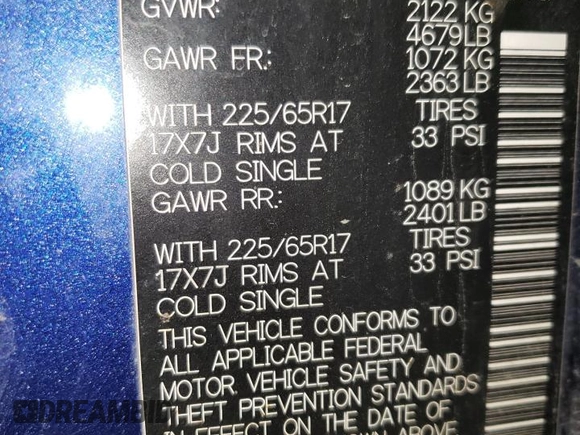 GVWR: 2122 KG
4679 LB
GAWR FR.: 1072 KG
2363 LB
WITH 225/65R17 TIRES
17X7J RIMS AT 33 PSI
COLD SINGLE
GAWR RR.: 1089 KG
2401 LB
WITH 225/65R17 TIRES
17X7J RIMS AT 33 PSI
COLD SINGLE
THIS VEHICLE CONFORMS TO
ALL APPLICABLE FEDERAL
MOTOR VEHICLE SAFETY AND
THEFT PREVENTION STANDARDS
IN EFFECT ON THE DATE OF
SHOWN ABOVE
DREAMBID